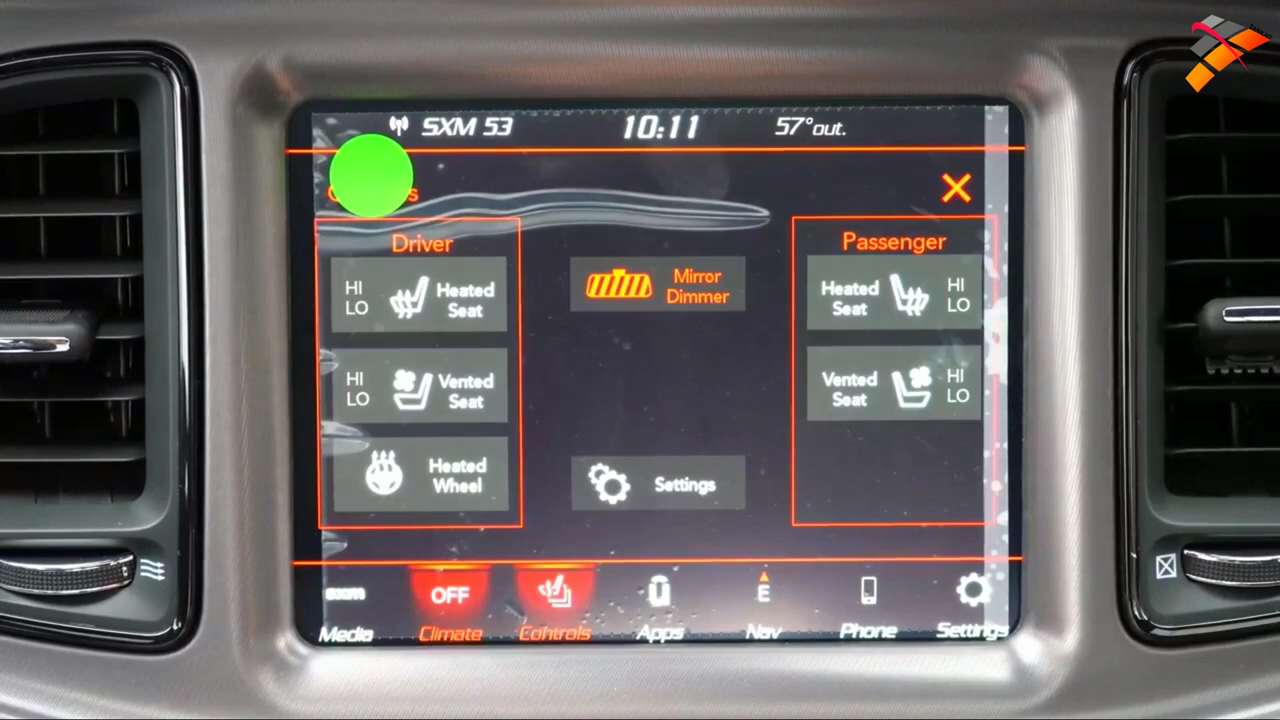 SXM 53
10:11
57°out.
Driver
Passenger
HI
LO
Heated
Seat
Mirror
Dimmer
Heated
Seat
HI
LO
HI
LO
Vented
Seat
Vented
Seat
HI
LO
Heated
Wheel
Settings
OFF
E
Media
Climate
Controls
Apps
Nav
Phone
Settings